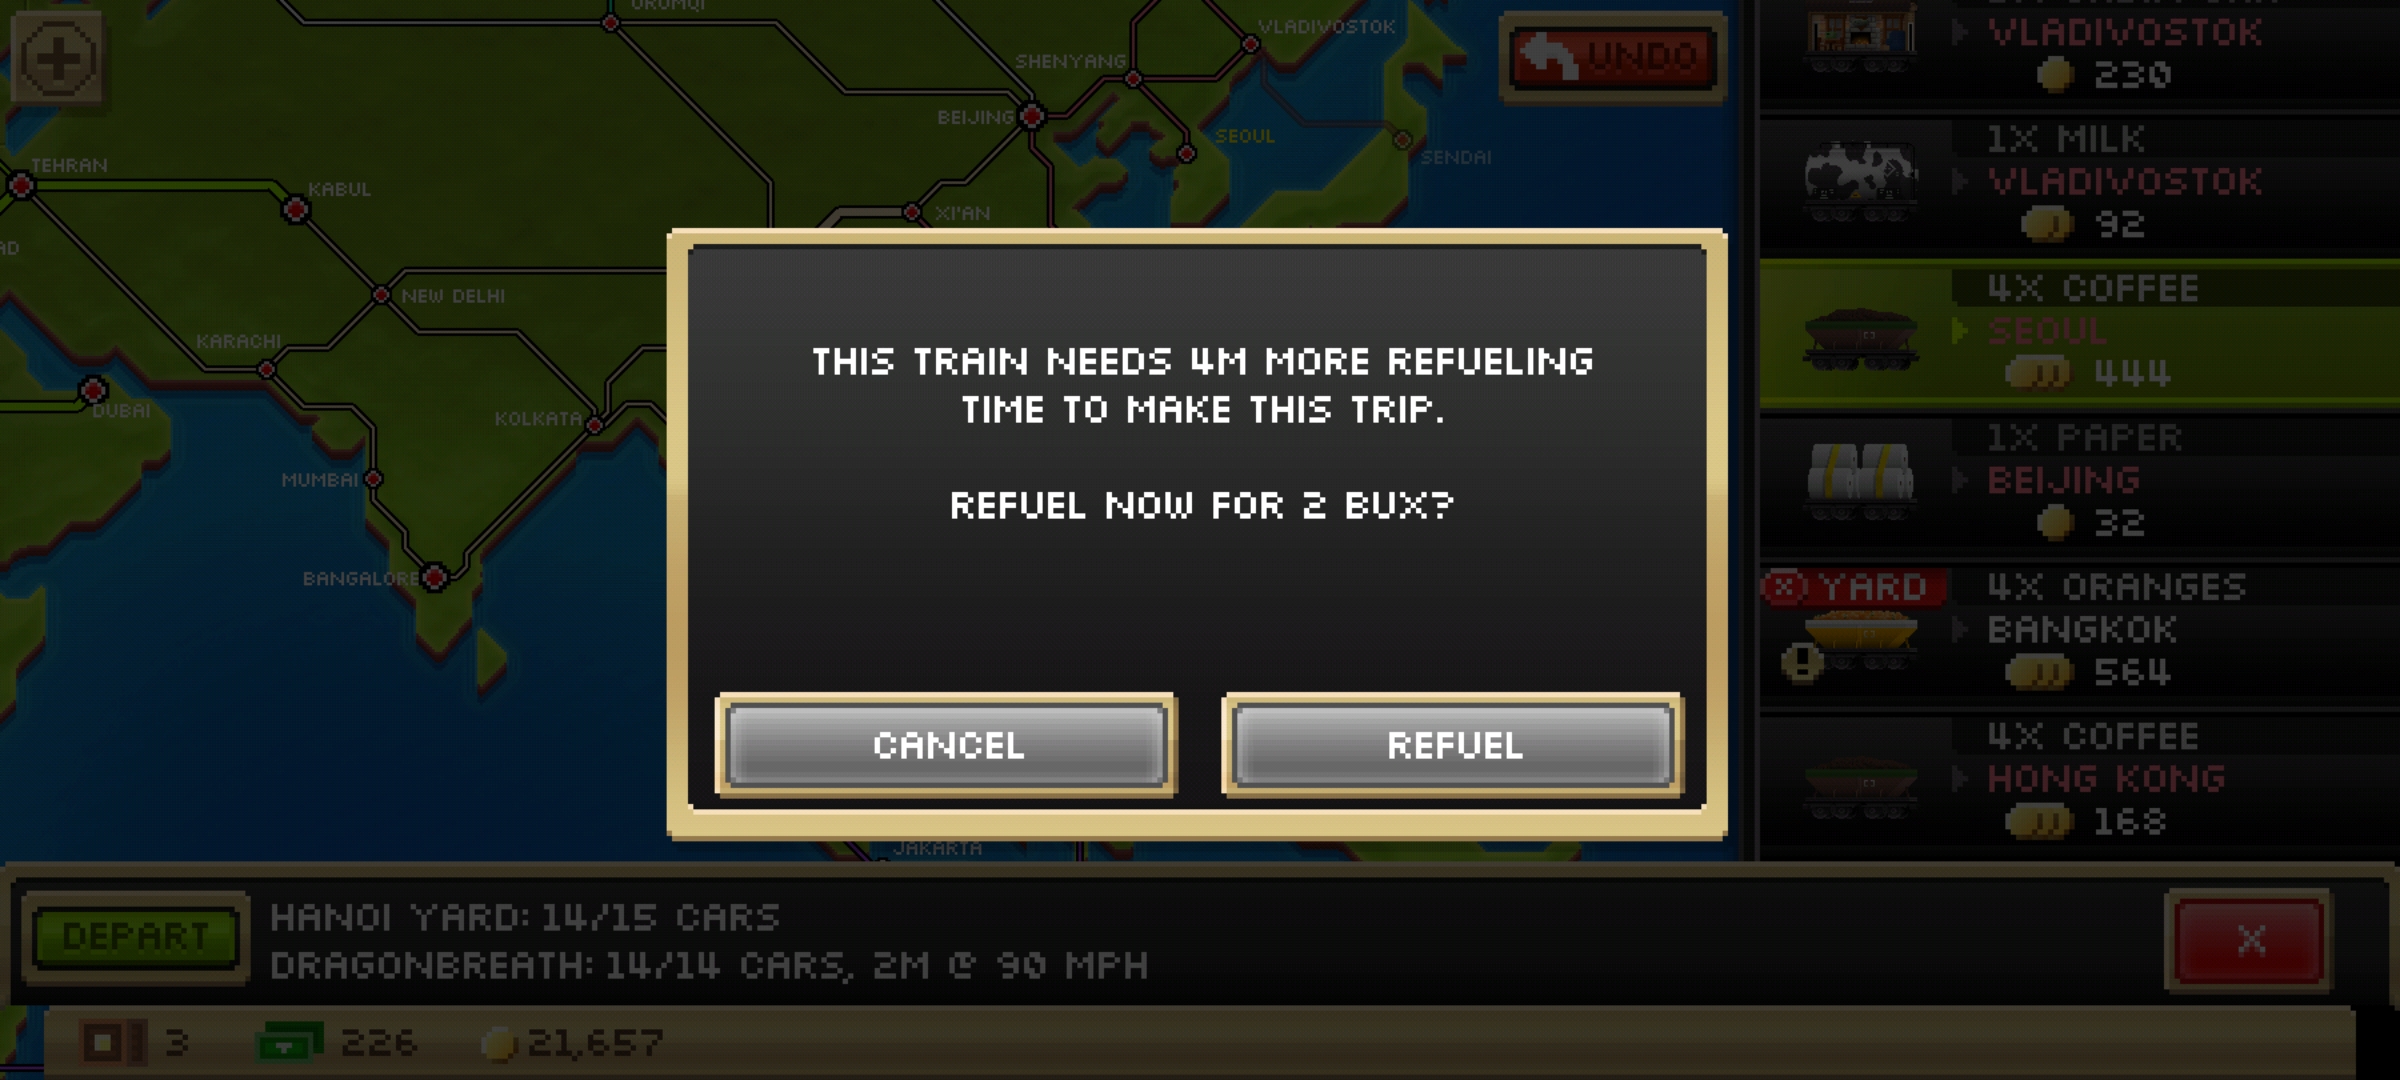 URUMQI
VLADIVOSTOK
SHENYANG
BEIJING
SEOUL
SENDAI
TEHRAN
KABUL
XI'AN
AD
NEW DELHI
KARACHI
DUBAI
KOLKATA
MUMBAI
BANGALORE
JAKARTA
UNDO
THIS TRAIN NEEDS 4M MORE REFUELING
TIME TO MAKE THIS TRIP.
REFUEL NOW FOR 2 BUX?
CANCEL
REFUEL
VLADIVOSTOK
230
1X MILK
VLADIVOSTOK
92
4X COFFEE
SEOUL
444
1X PAPER
BEIJING
32
X YARD
4X ORANGES
BANGKOK
! 564
4X COFFEE
HONG KONG
168
DEPART
HANOI YARD: 14/15 CARS
DRAGONBREATH: 14/14 CARS, 2M @ 90 MPH
X
3 226 21,657